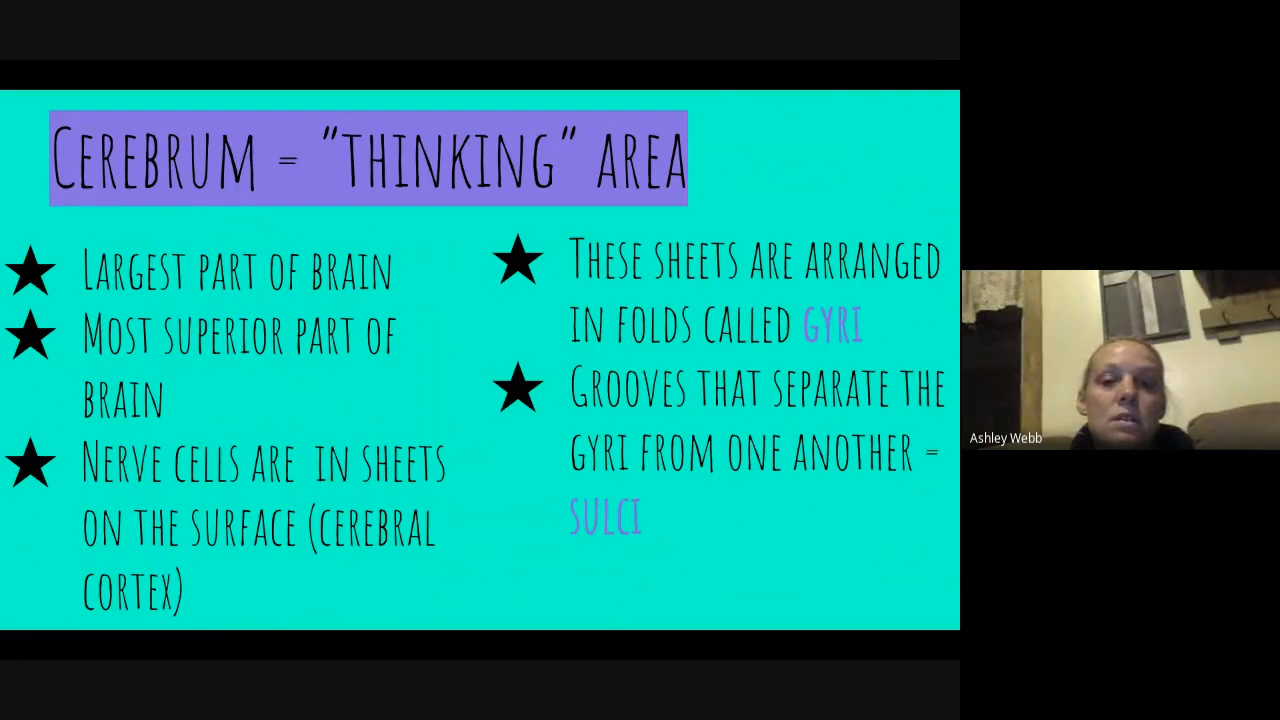 Cerebrum = "thinking" area
Largest part of brain
Most superior part of
brain
Nerve cells are in sheets
on the surface (cerebral
cortex)
These sheets are arranged
in folds called gyri
Grooves that separate the
gyri from one another =
sulci
Ashley Webb